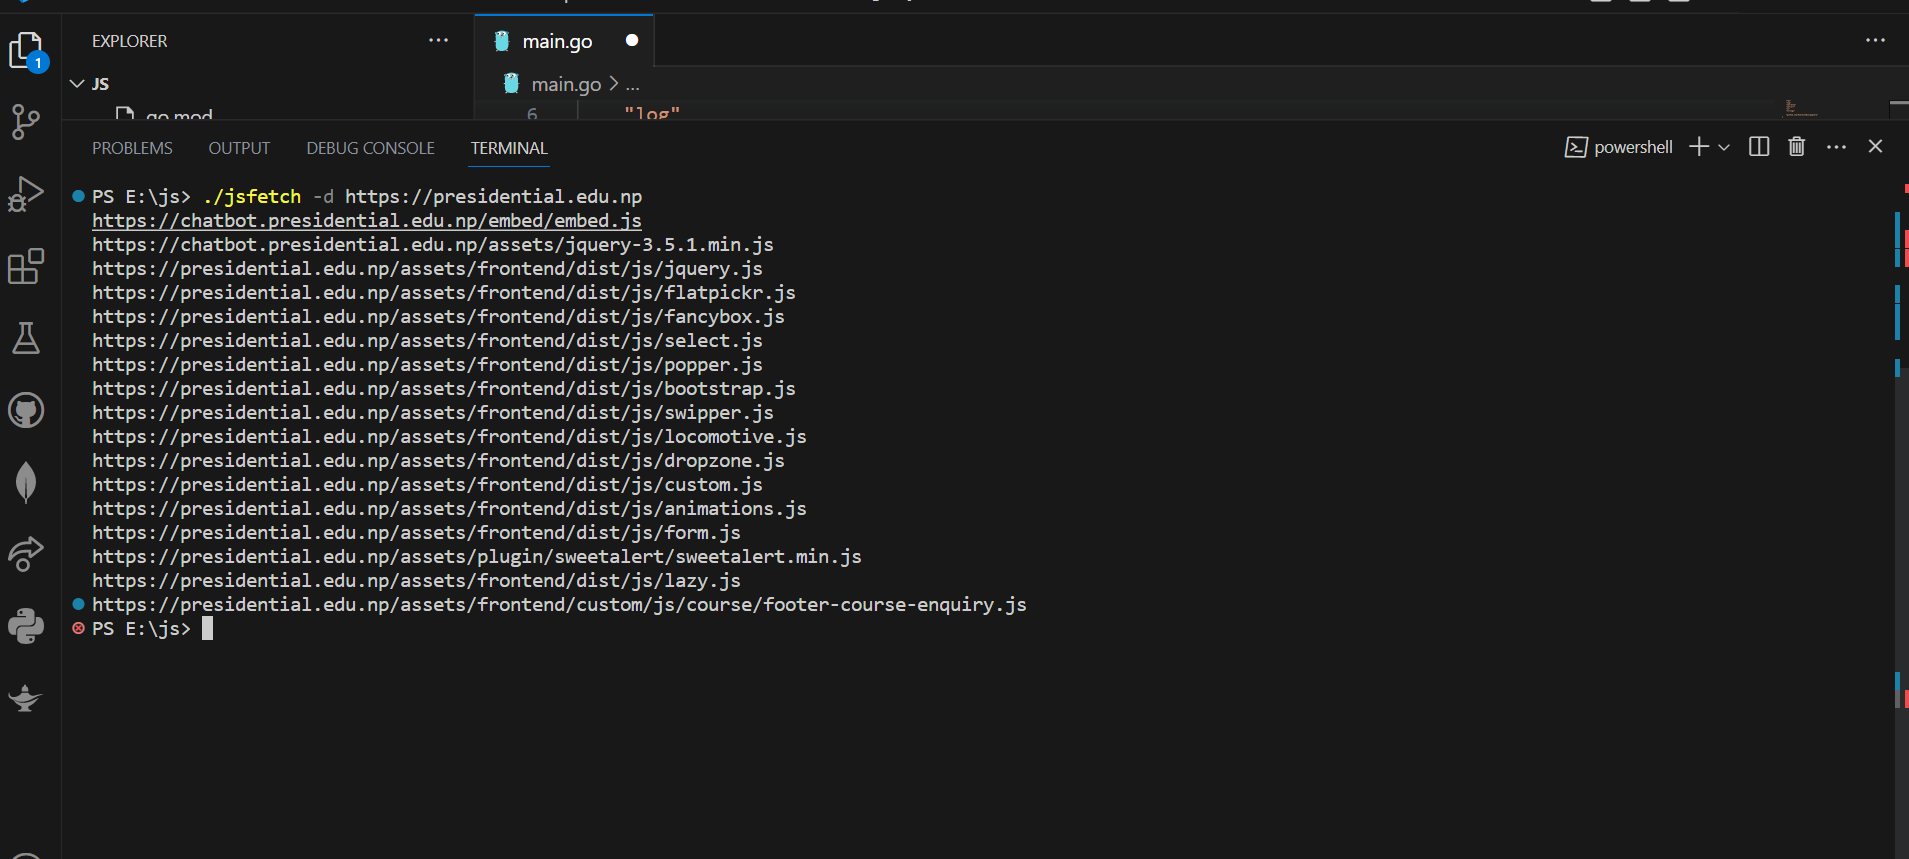 EXPLORER
main.go
1
JS
main.go > ...
go.mod
6 "log"
PROBLEMS OUTPUT DEBUG CONSOLE TERMINAL
powershell
PS E:\js> ./jsfetch -d https://presidential.edu.np
https://chatbot.presidential.edu.np/embed/embed.js
https://chatbot.presidential.edu.np/assets/jquery-3.5.1.min.js
https://presidential.edu.np/assets/frontend/dist/js/jquery.js
https://presidential.edu.np/assets/frontend/dist/js/flatpickr.js
https://presidential.edu.np/assets/frontend/dist/js/fancybox.js
https://presidential.edu.np/assets/frontend/dist/js/select.js
https://presidential.edu.np/assets/frontend/dist/js/popper.js
https://presidential.edu.np/assets/frontend/dist/js/bootstrap.js
https://presidential.edu.np/assets/frontend/dist/js/swipper.js
https://presidential.edu.np/assets/frontend/dist/js/locomotive.js
https://presidential.edu.np/assets/frontend/dist/js/dropzone.js
https://presidential.edu.np/assets/frontend/dist/js/custom.js
https://presidential.edu.np/assets/frontend/dist/js/animations.js
https://presidential.edu.np/assets/frontend/dist/js/form.js
https://presidential.edu.np/assets/plugin/sweetalert/sweetalert.min.js
https://presidential.edu.np/assets/frontend/dist/js/lazy.js
https://presidential.edu.np/assets/frontend/custom/js/course/footer-course-enquiry.js
PS E:\js>